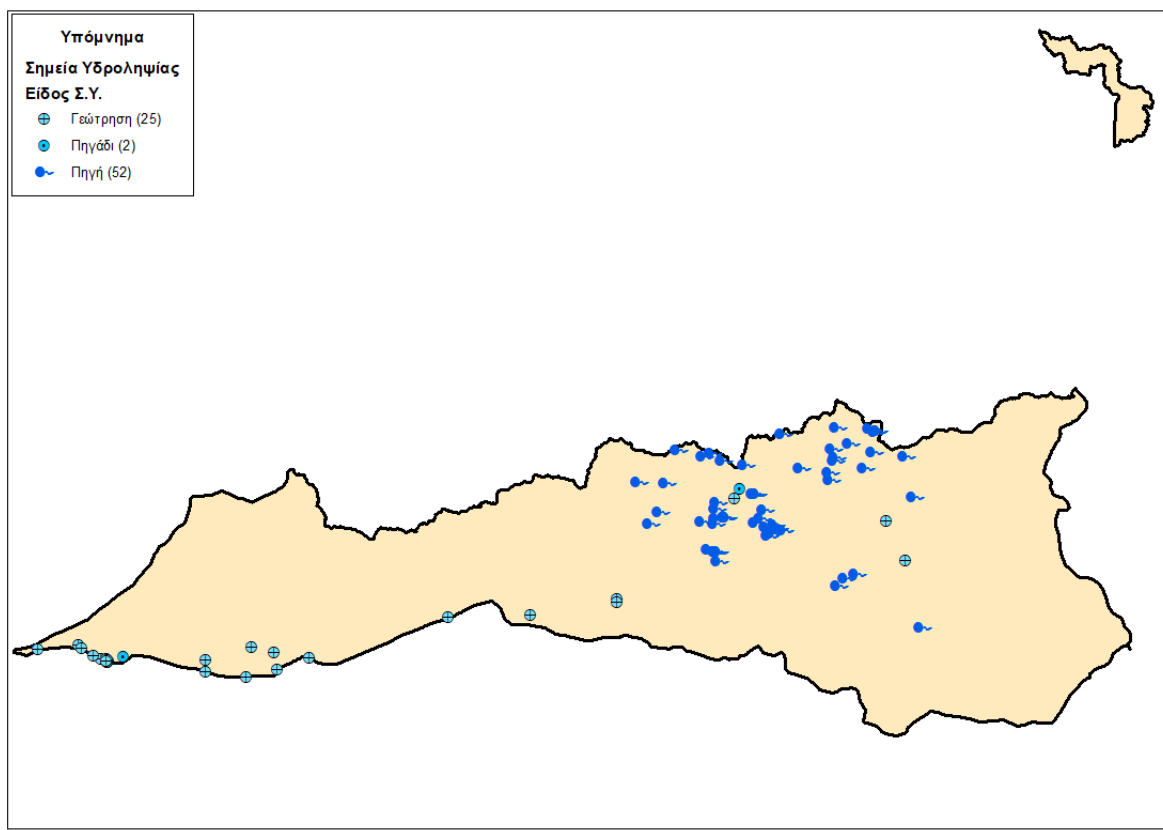 Υπόμνημα
Σημεία Υδροληψίας
Είδος Σ.Υ.
Γεώτρηση (25)
Πηγάδι (2)
Πηγή (52)